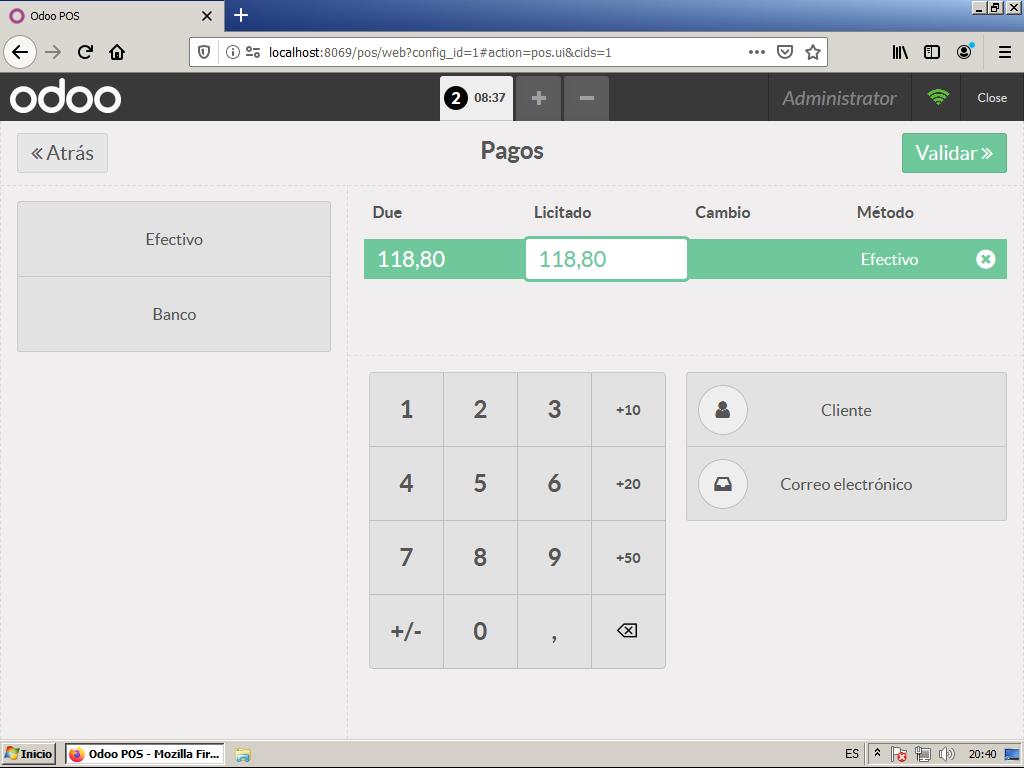 Odoo POS
localhost:8069/pos/web?config_id=1#action=pos.ui&cids=1
odoo
2 08:37
Administrator
Close
Atrás
Pagos
Validar
Efectivo
Banco
Due Licitado Cambio Método
118,80 118,80 Efectivo
1 2 3 +10
4 5 6 +20
7 8 9 +50
+/- 0 ,
Cliente
Correo electrónico
Inicio
Odoo POS - Mozilla Fir...
ES
20:40